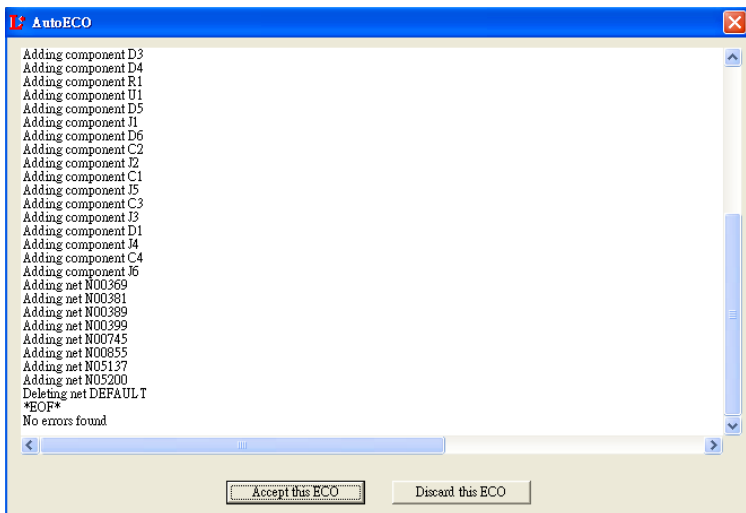 AutoECO
Adding component D3
Adding component D4
Adding component R1
Adding component U1
Adding component D5
Adding component J1
Adding component D6
Adding component C2
Adding component J2
Adding component C1
Adding component J5
Adding component C3
Adding component J3
Adding component D1
Adding component J4
Adding component C4
Adding component J6
Adding net N00369
Adding net N00381
Adding net N00389
Adding net N00399
Adding net N00745
Adding net N00855
Adding net N05137
Adding net N05200
Deleting net DEFAULT
*EOF*
No errors found
Accept this ECO
Discard this ECO